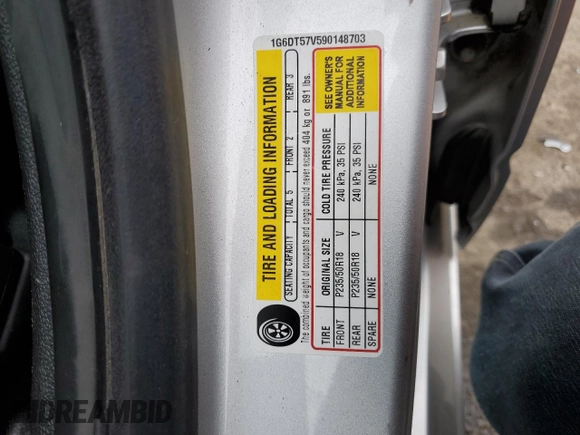 1G6DT57V590148703
TIRE AND LOADING INFORMATION
SEATING CAPACITY TOTAL 5 FRONT 2 REAR 3
The combined weight of occupants and cargo should never exceed 404 kg or 891 lbs.
TIRE ORIGINAL SIZE COLD TIRE PRESSURE
FRONT P235/50R18 V 240 kPa, 35 PSI
REAR P235/50R18 V 240 kPa, 35 PSI
SPARE NONE NONE
SEE OWNER'S
MANUAL FOR
ADDITIONAL
INFORMATION
IDREAMBID